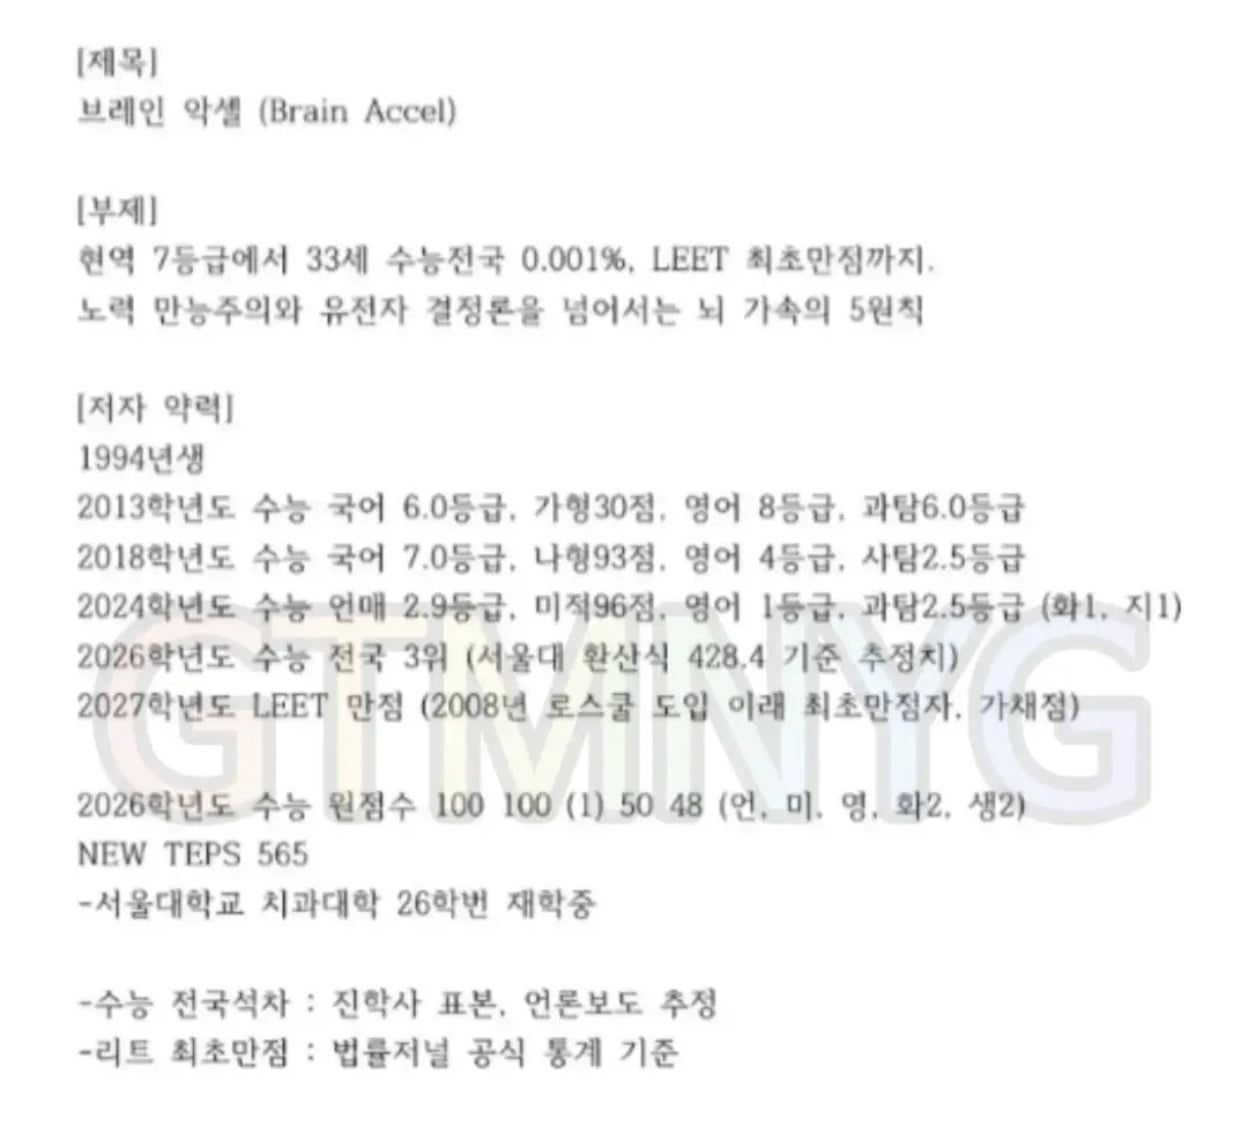 [제목]
브레인 악셀 (Brain Accel)
[부제]
현역 7등급에서 33세 수능전국 0.001%, LEET 최초만점까지.
노력 만능주의와 유전자 결정론을 넘어서는 뇌 가속의 5원칙
[저자 약력]
1994년생
2013학년도 수능 국어 6.0등급, 가형30점, 영어 8등급, 과탐6.0등급
2018학년도 수능 국어 7.0등급, 나형93점, 영어 4등급, 사탐2.5등급
2024학년도 수능 언매 2.9등급, 미적96점, 영어 1등급, 과탐2.5등급 (화1, 지1)
2026학년도 수능 전국 3위 (서울대 환산식 428.4 기준 추정치)
2027학년도 LEET 만점 (2008년 로스쿨 도입 이래 최초만점자, 가채점)
GTMNYG
2026학년도 수능 원점수 100 100 (1) 50 48 (언, 미, 영, 화2, 생2)
NEW TEPS 565
-서울대학교 치과대학 26학번 재학중
-수능 전국석차 : 진학사 표본, 언론보도 추정
-리트 최초만점 : 법률저널 공식 통계 기준